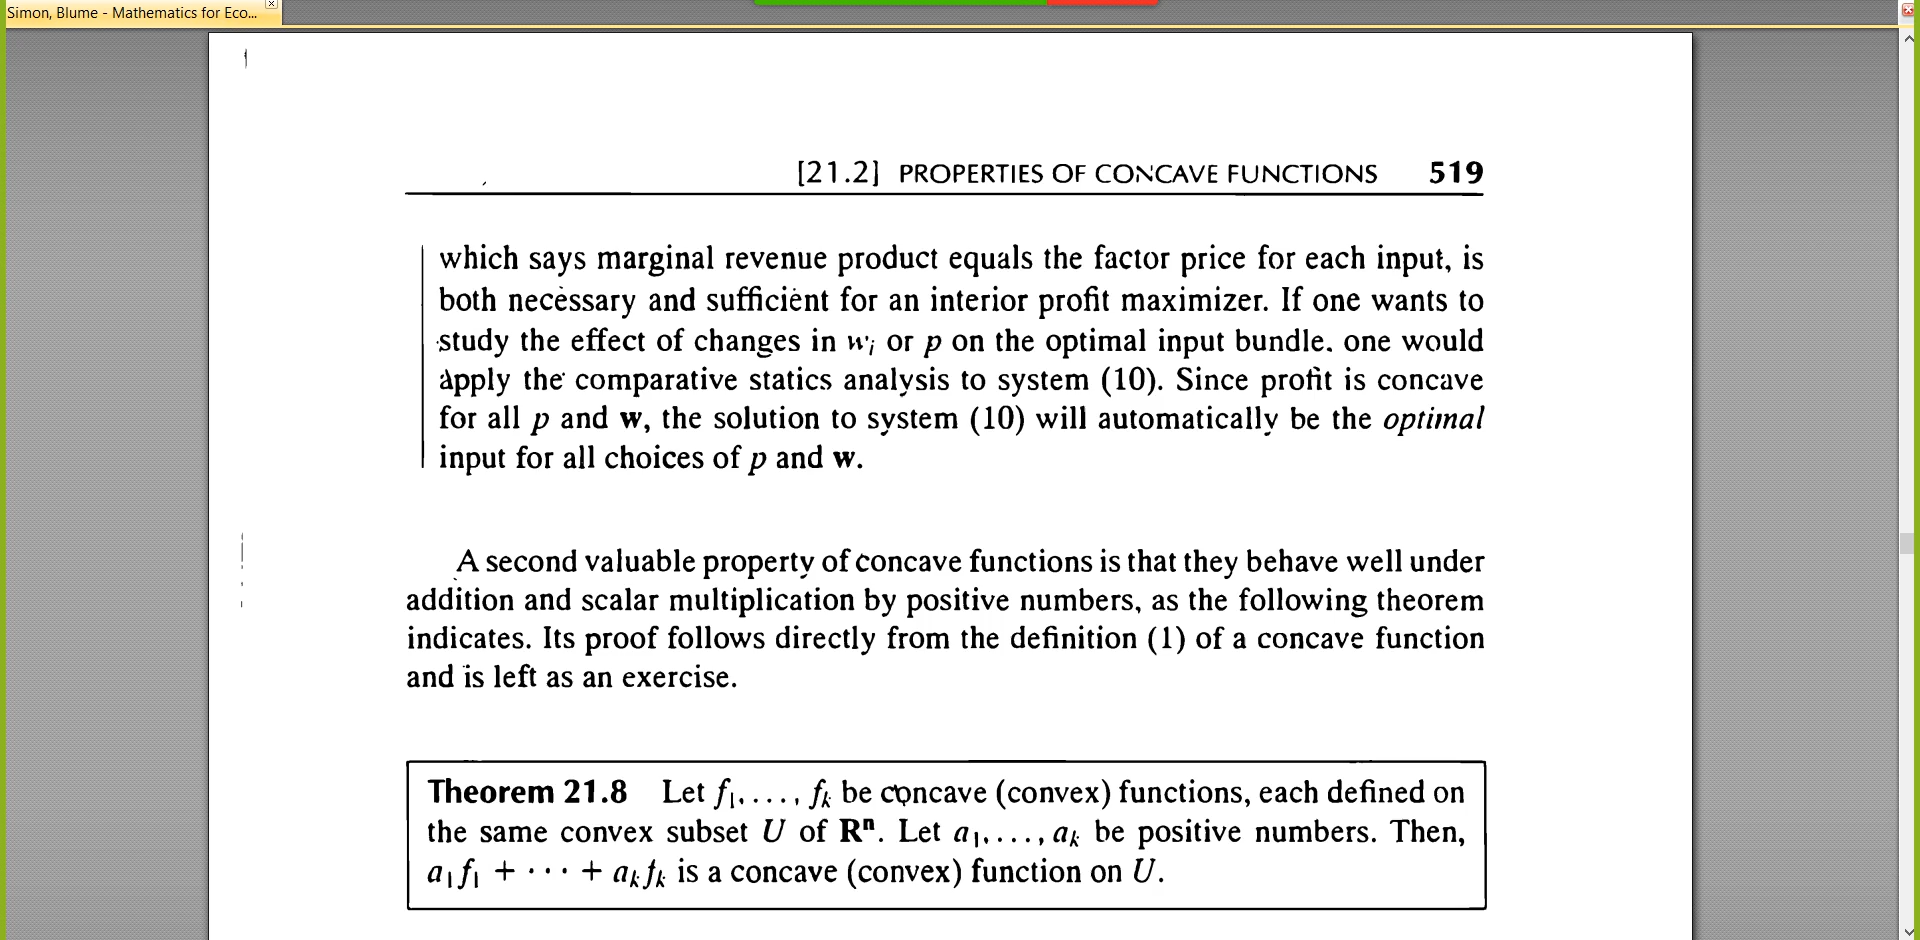 Simon, Blume - Mathematics for Eco...
[21.2] PROPERTIES OF CONCAVE FUNCTIONS 519
which says marginal revenue product equals the factor price for each input, is
both necessary and sufficient for an interior profit maximizer. If one wants to
study the effect of changes in wᵢ or p on the optimal input bundle. one would
apply the comparative statics analysis to system (10). Since profit is concave
for all p and w, the solution to system (10) will automatically be the optimal
input for all choices of p and w.
A second valuable property of concave functions is that they behave well under
addition and scalar multiplication by positive numbers, as the following theorem
indicates. Its proof follows directly from the definition (1) of a concave function
and is left as an exercise.
Theorem 21.8 Let f₁, . . . , fₖ be concave (convex) functions, each defined on
the same convex subset U of Rⁿ. Let a₁, . . . , aₖ be positive numbers. Then,
a₁f₁ + · · · + aₖfₖ is a concave (convex) function on U.